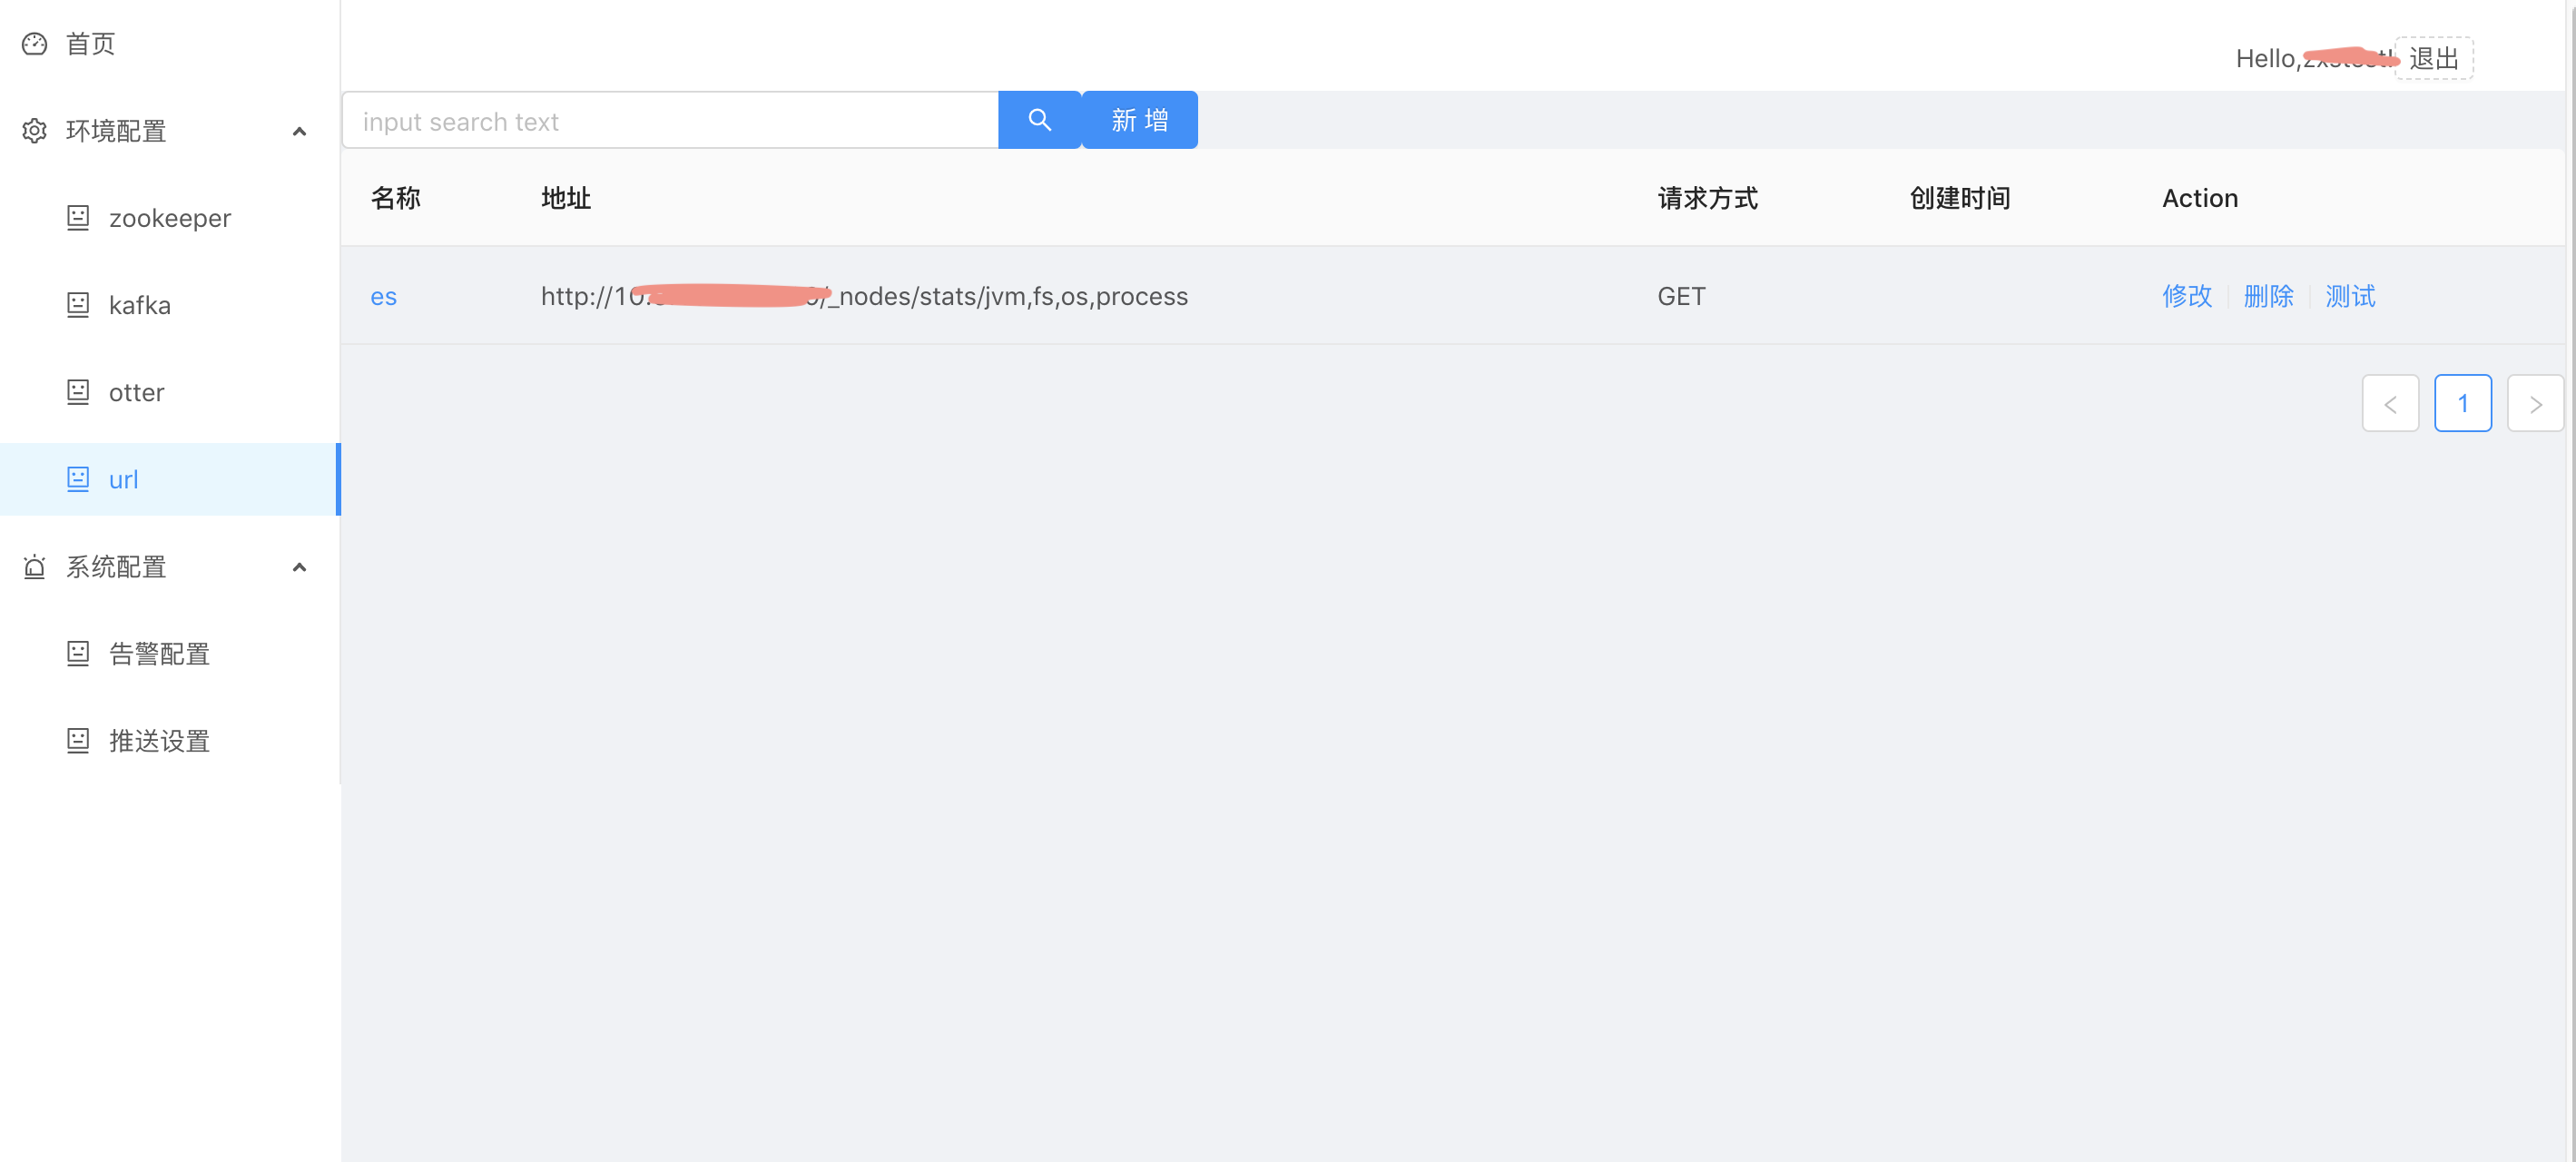 首页
环境配置
zookeeper
kafka
otter
url
系统配置
告警配置
推送设置
Hello, 退出
input search text 新 增
名称 地址 请求方式 创建时间 Action
es http://10. /_nodes/stats/jvm,fs,os,process GET 修改 删除 测试
1